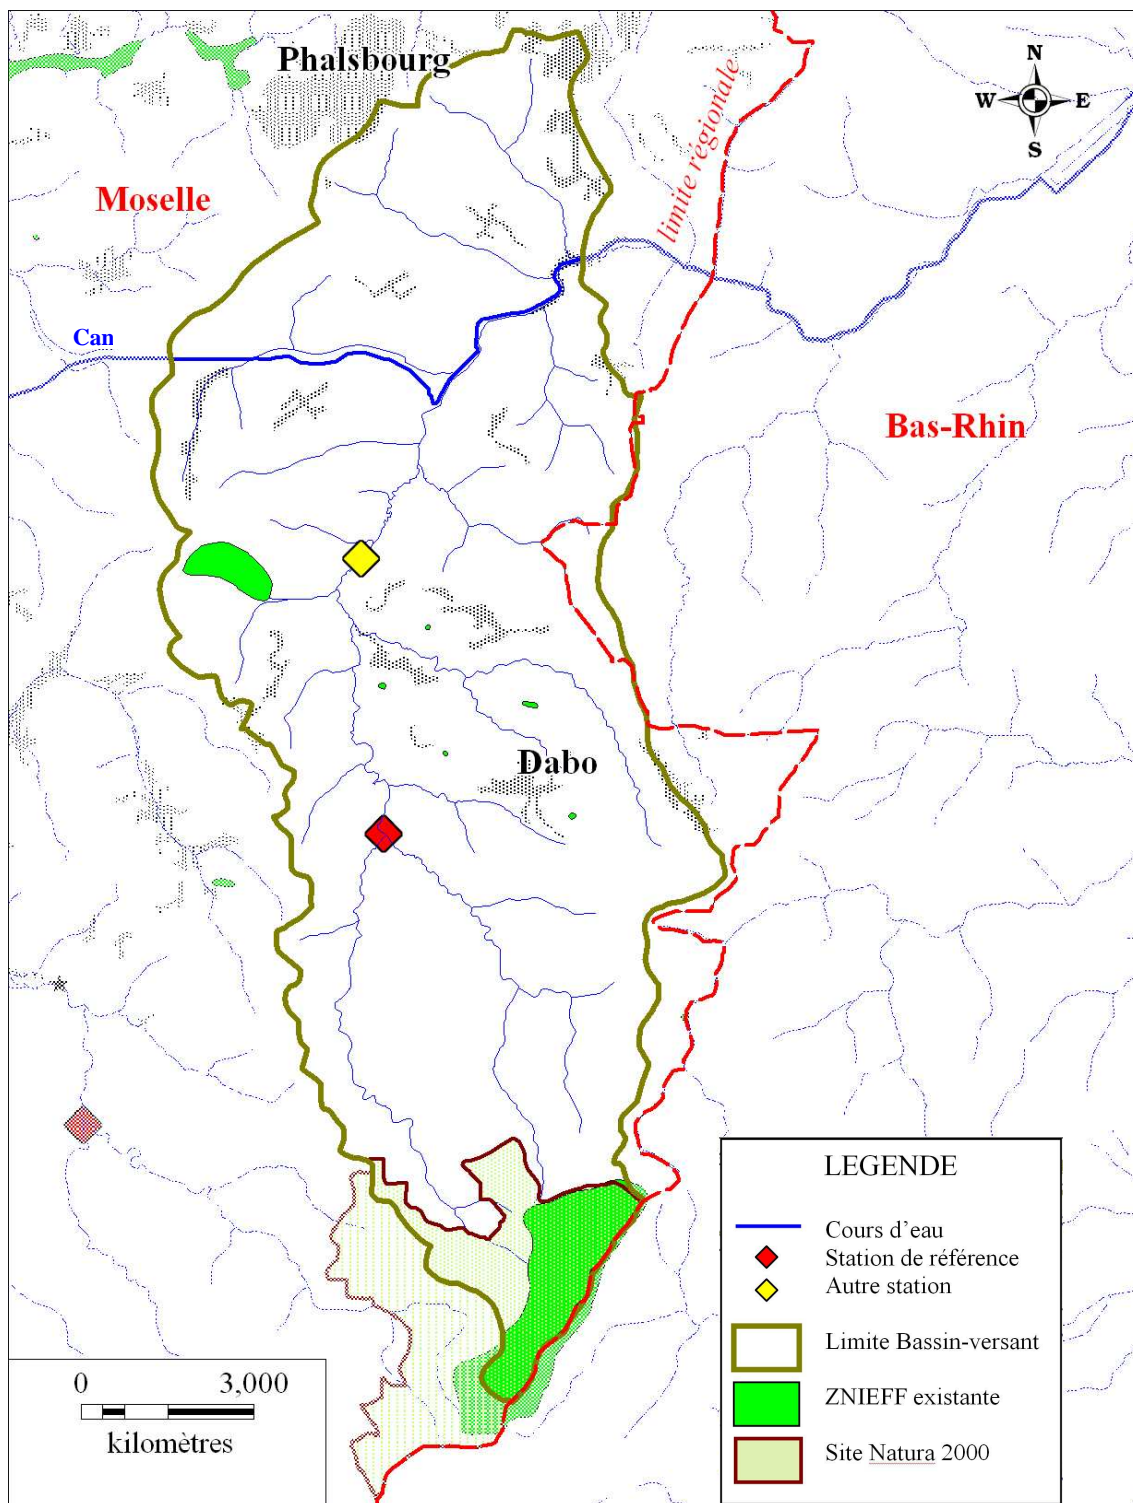 Phalsbourg
N
W E
S
limite régionale
Moselle
Can
Bas-Rhin
Dabo
LEGENDE
Cours d'eau
Station de référence
Autre station
Limite Bassin-versant
ZNIEFF existante
Site Natura 2000
0 3,000
kilomètres